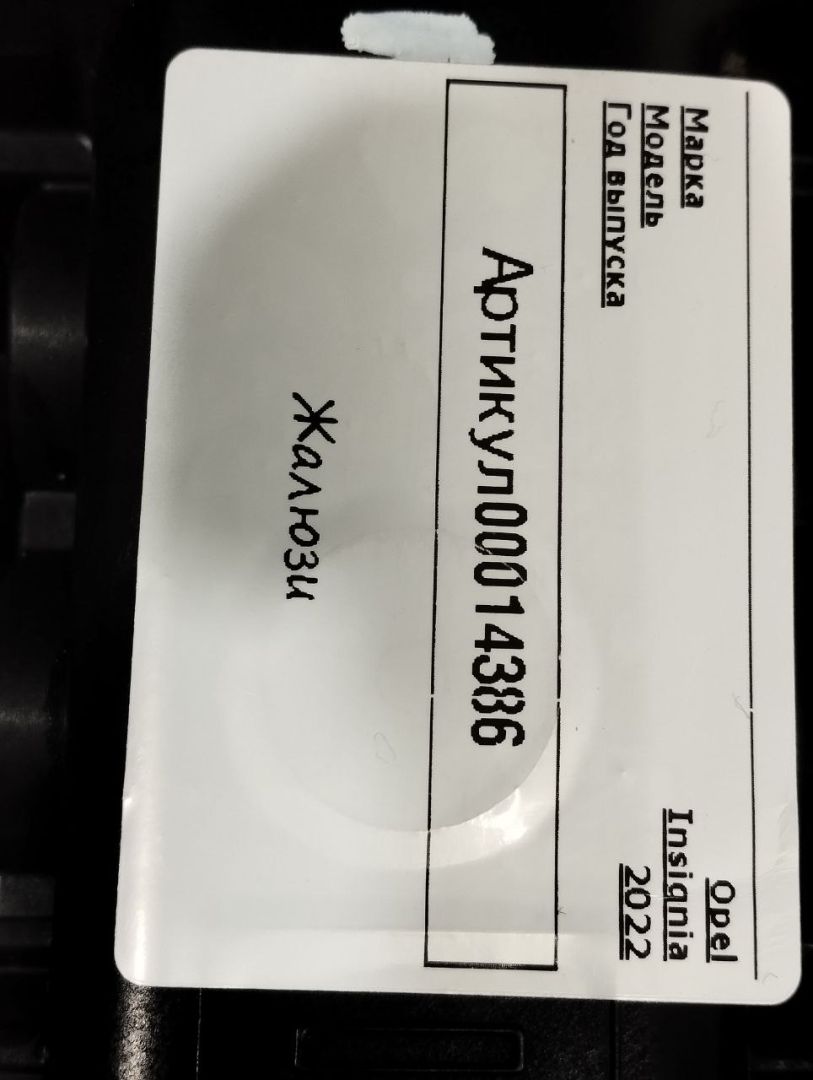 Марка Opel
Модель Insignia
Год выпуска 2022
Артикул00014386
Жалюзи